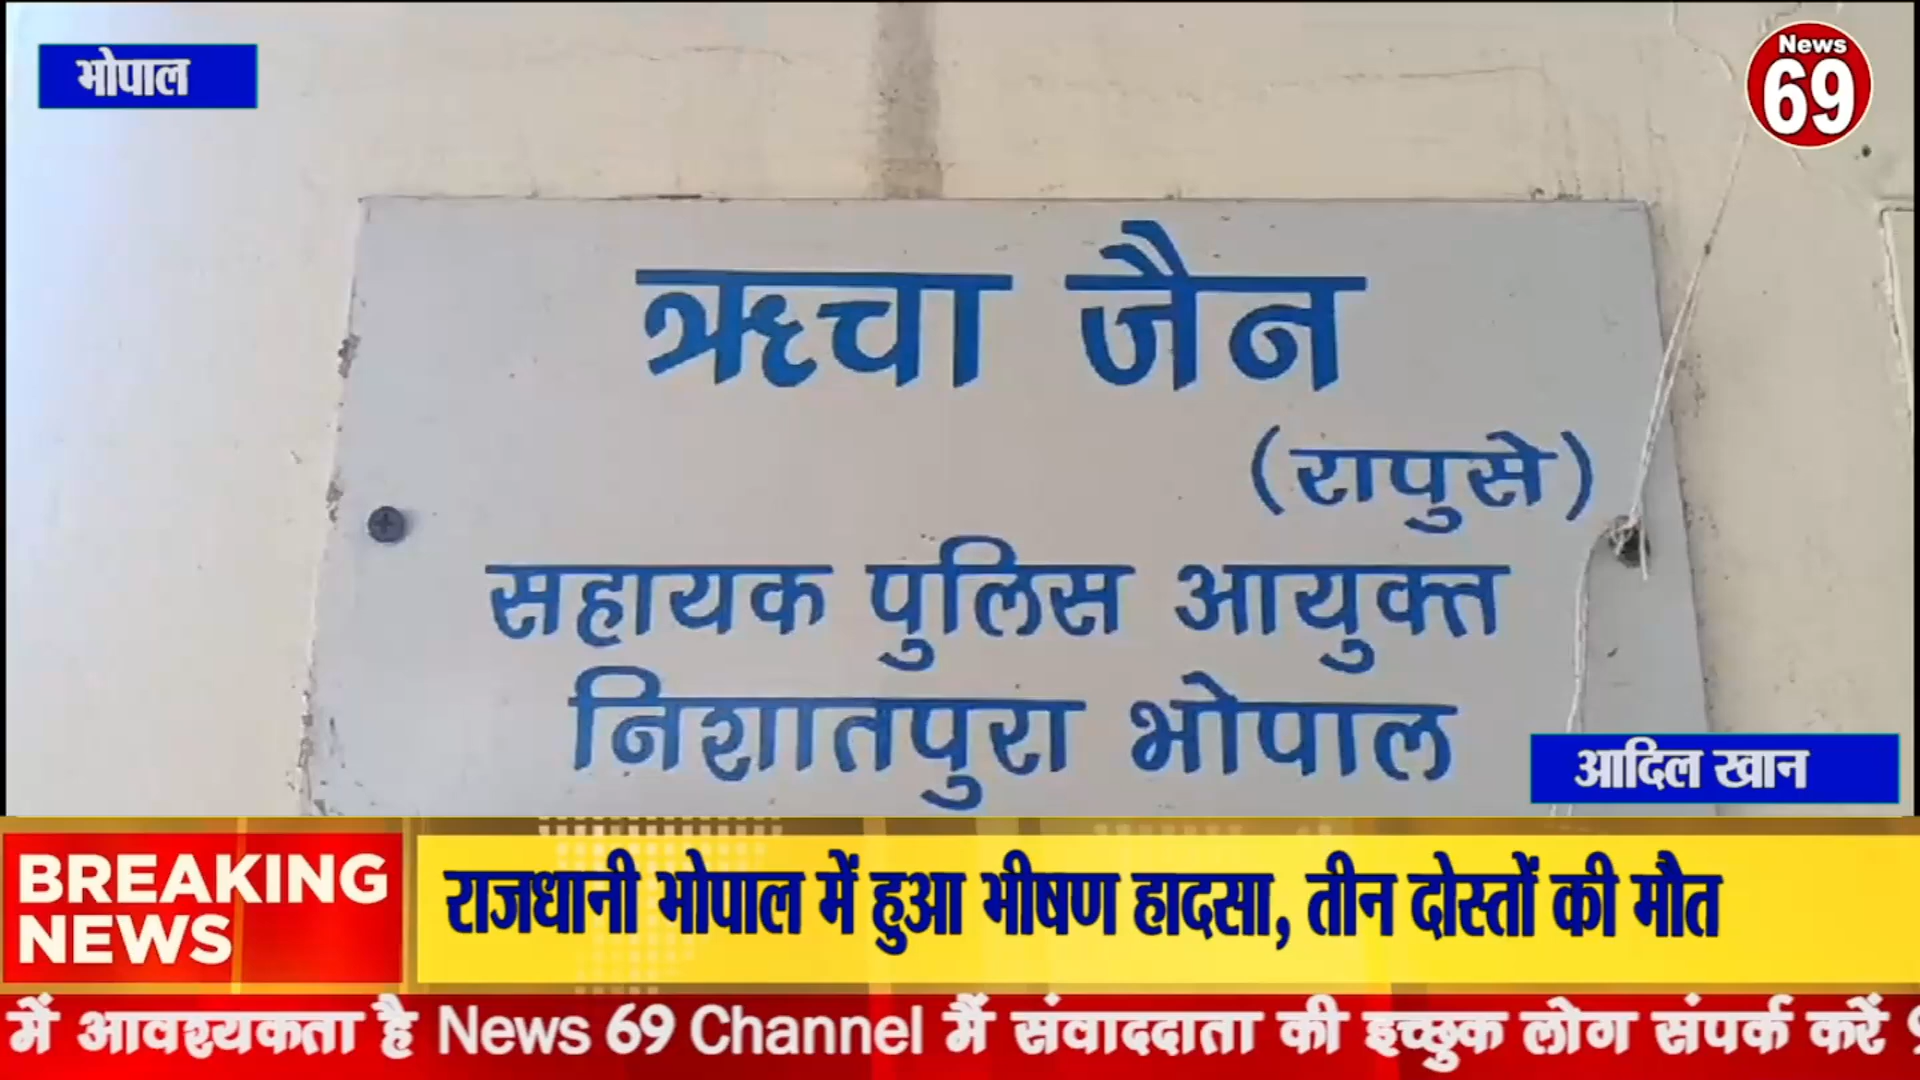 भोपाल
News
69
ऋचा जैन
(रापुसे)
सहायक पुलिस आयुक्त
निशातपुरा भोपाल
आदिल खान
BREAKING
NEWS
राजधानी भोपाल में हुआ भीषण हादसा, तीन दोस्तों की मौत
में आवश्यकता है News 69 Channel मैं संवाददाता की इच्छुक लोग संपर्क करें